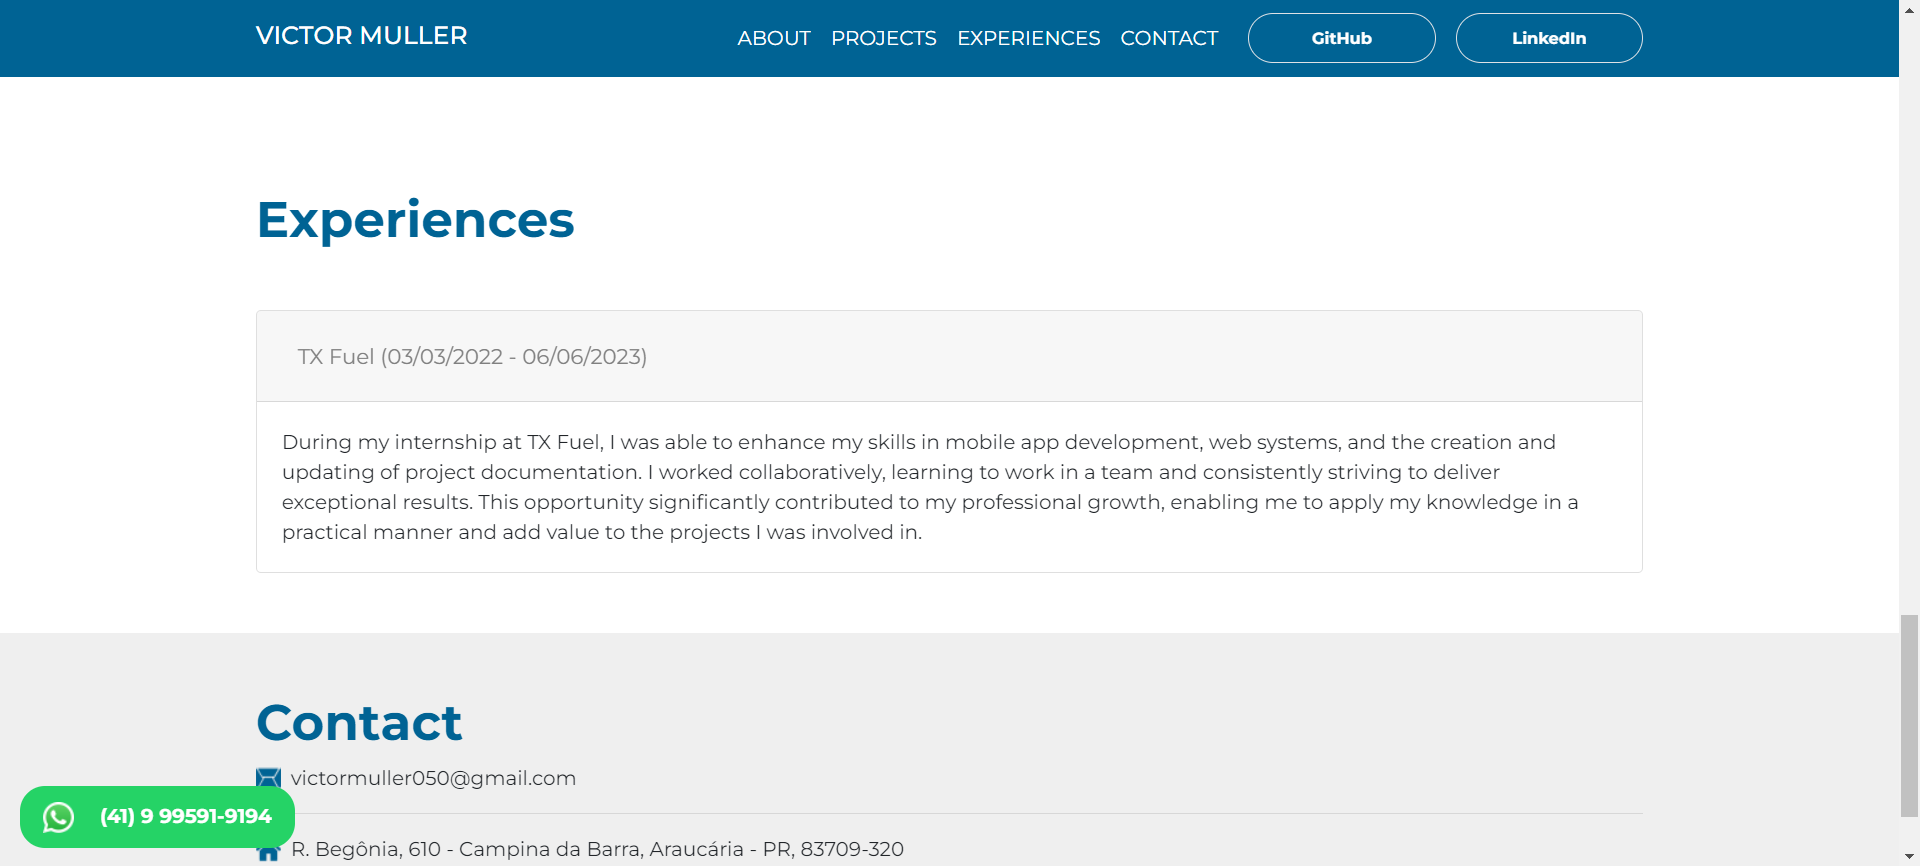 VICTOR MULLER
ABOUT PROJECTS EXPERIENCES CONTACT GitHub LinkedIn
Experiences
TX Fuel (03/03/2022 - 06/06/2023)
During my internship at TX Fuel, I was able to enhance my skills in mobile app development, web systems, and the creation and
updating of project documentation. I worked collaboratively, learning to work in a team and consistently striving to deliver
exceptional results. This opportunity significantly contributed to my professional growth, enabling me to apply my knowledge in a
practical manner and add value to the projects I was involved in.
Contact
victormuller050@gmail.com
(41) 9 99591-9194
R. Begônia, 610 - Campina da Barra, Araucária - PR, 83709-320